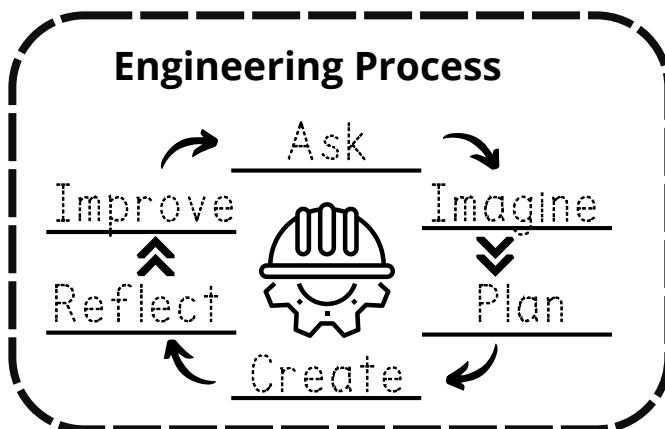 Engineering Process
Ask
Imagine
Plan
Create
Reflect
Improve